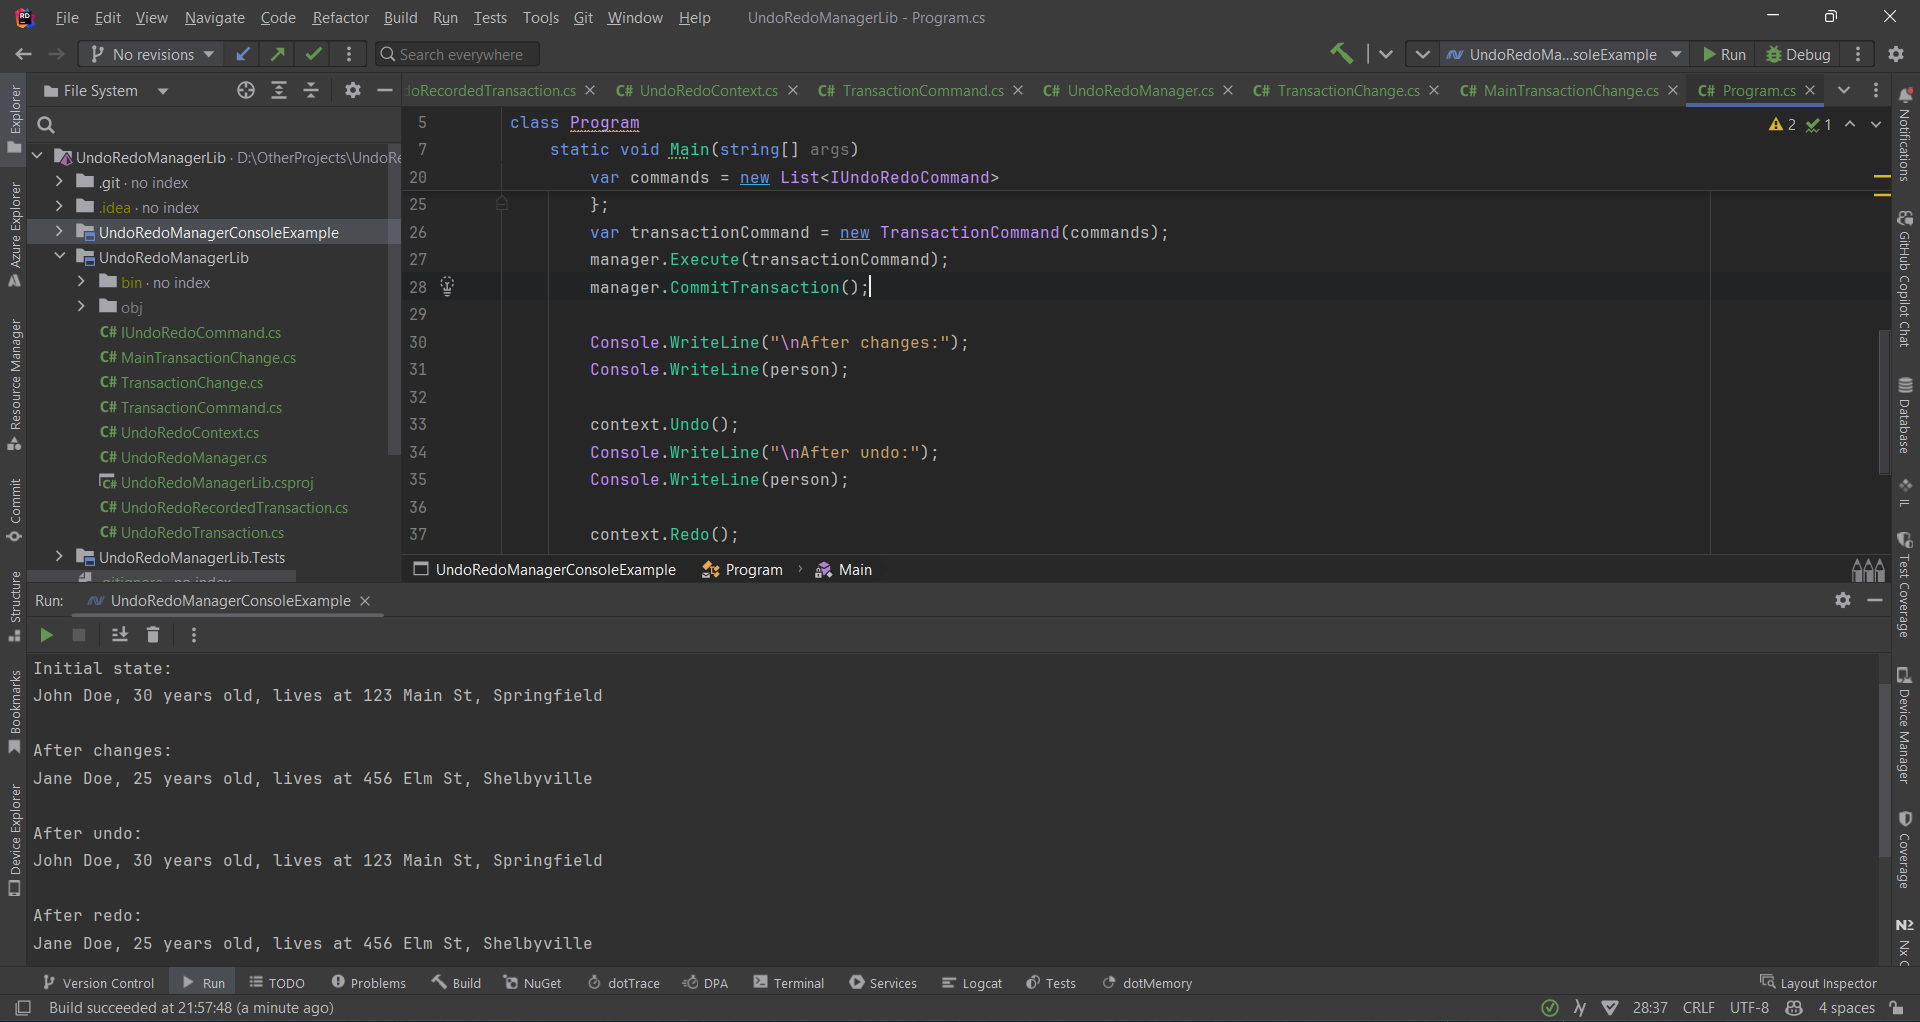 File Edit View Navigate Code Refactor Build Run Tests Tools Git Window Help UndoRedoManagerLib - Program.cs
No revisions Search everywhere UndoRedoMa...soleExample Run Debug
File System
oRecordedTransaction.cs C# UndoRedoContext.cs C# TransactionCommand.cs C# UndoRedoManager.cs C# TransactionChange.cs C# MainTransactionChange.cs C# Program.cs
UndoRedoManagerLib · D:\OtherProjects\UndoRe
.git · no index
.idea · no index
UndoRedoManagerConsoleExample
UndoRedoManagerLib
bin · no index
obj
C# IUndoRedoCommand.cs
C# MainTransactionChange.cs
C# TransactionChange.cs
C# TransactionCommand.cs
C# UndoRedoContext.cs
C# UndoRedoManager.cs
C# UndoRedoManagerLib.csproj
C# UndoRedoRecordedTransaction.cs
C# UndoRedoTransaction.cs
UndoRedoManagerLib.Tests
.gitignore · no index
5 class Program
2 1
7 static void Main(string[] args)
20 var commands = new List<IUndoRedoCommand>
25 };
26 var transactionCommand = new TransactionCommand(commands);
27 manager.Execute(transactionCommand);
28 manager.CommitTransaction();
29
30 Console.WriteLine("\nAfter changes:");
31 Console.WriteLine(person);
32
33 context.Undo();
34 Console.WriteLine("\nAfter undo:");
35 Console.WriteLine(person);
36
37 context.Redo();
UndoRedoManagerConsoleExample Program Main
Run: UndoRedoManagerConsoleExample
Initial state:
John Doe, 30 years old, lives at 123 Main St, Springfield
After changes:
Jane Doe, 25 years old, lives at 456 Elm St, Shelbyville
After undo:
John Doe, 30 years old, lives at 123 Main St, Springfield
After redo:
Jane Doe, 25 years old, lives at 456 Elm St, Shelbyville
Explorer
Azure Explorer
Resource Manager
Commit
Structure
Bookmarks
Device Explorer
Notifications
GitHub Copilot Chat
Database
IL
Test Coverage
Device Manager
Coverage
Nx C
Version Control Run TODO Problems Build NuGet dotTrace DPA Terminal Services Logcat Tests dotMemory Layout Inspector
Build succeeded at 21:57:48 (a minute ago) 28:37 CRLF UTF-8 4 spaces